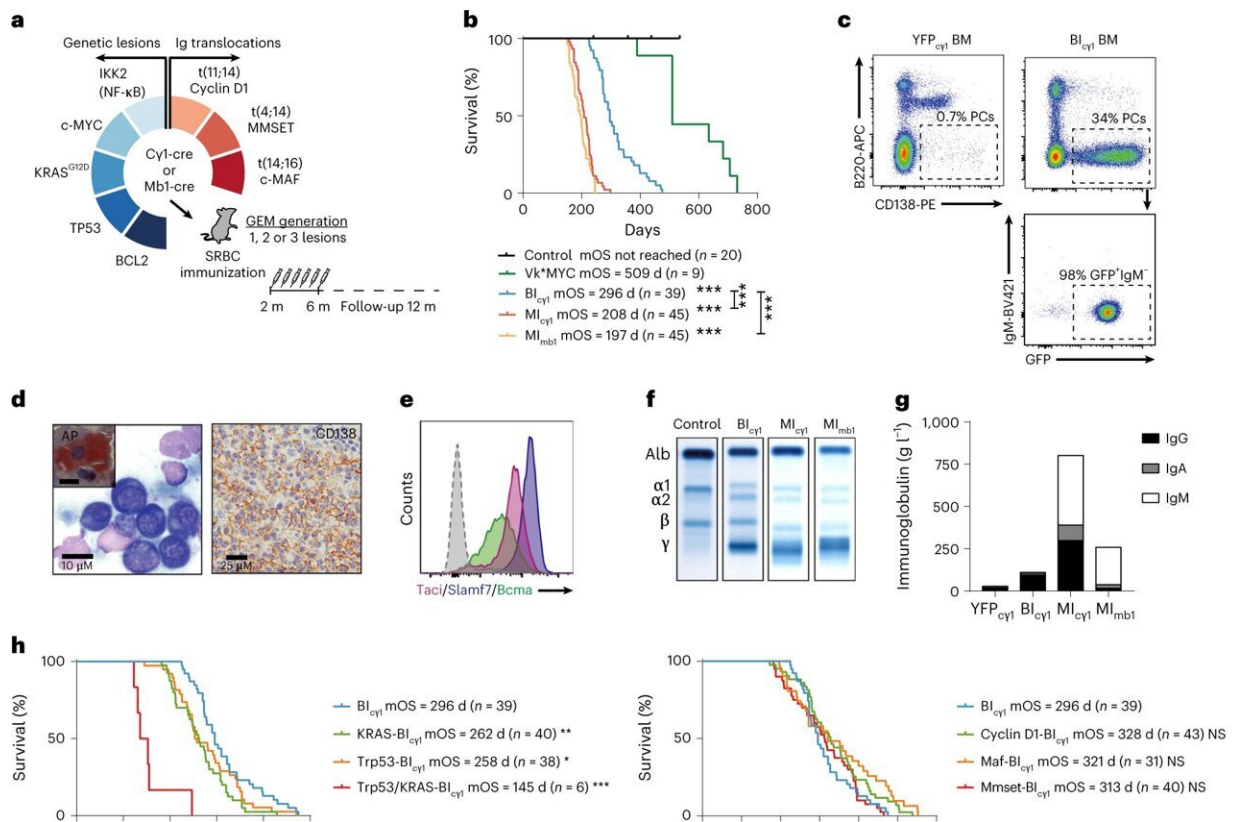 a
Genetic lesions
Ig translocations
IKK2
(NF-κB)
c-MYC
KRASG12D
TP53
BCL2
t(11;14)
Cyclin D1
t(4;14)
MMSET
t(14;16)
c-MAF
Cγ1-cre
or
Mb1-cre
GEM generation
1, 2 or 3 lesions
SRBC
immunization
2 m
6 m
Follow-up 12 m
b
Survival (%)
100
50
0
0
200
400
600
800
Days
Control mOS not reached (n = 20)
Vk*MYC mOS = 509 d (n = 9)
BIcγ1 mOS = 296 d (n = 39) ***
MIcγ1 mOS = 208 d (n = 45) ***
MImb1 mOS = 197 d (n = 45) ***
***
***
c
YFPcγ1 BM
BIcγ1 BM
B220-APC
0.7% PCs
34% PCs
CD138-PE
IgM-BV421
98% GFP+IgM−
GFP
d
AP
10 μM
CD138
25 μM
e
Counts
Taci/Slamf7/Bcma
f
Control
BIcγ1
MIcγ1
MImb1
Alb
α1
α2
β
γ
g
Immunoglobulin (g l−1)
1,000
750
500
250
0
YFPcγ1
BIcγ1
MIcγ1
MImb1
IgG
IgA
IgM
h
Survival (%)
100
50
0
BIcγ1 mOS = 296 d (n = 39)
KRAS-BIcγ1 mOS = 262 d (n = 40) **
Trp53-BIcγ1 mOS = 258 d (n = 38) *
Trp53/KRAS-BIcγ1 mOS = 145 d (n = 6) ***
Survival (%)
100
50
0
BIcγ1 mOS = 296 d (n = 39)
Cyclin D1-BIcγ1 mOS = 328 d (n = 43) NS
Maf-BIcγ1 mOS = 321 d (n = 31) NS
Mmset-BIcγ1 mOS = 313 d (n = 40) NS